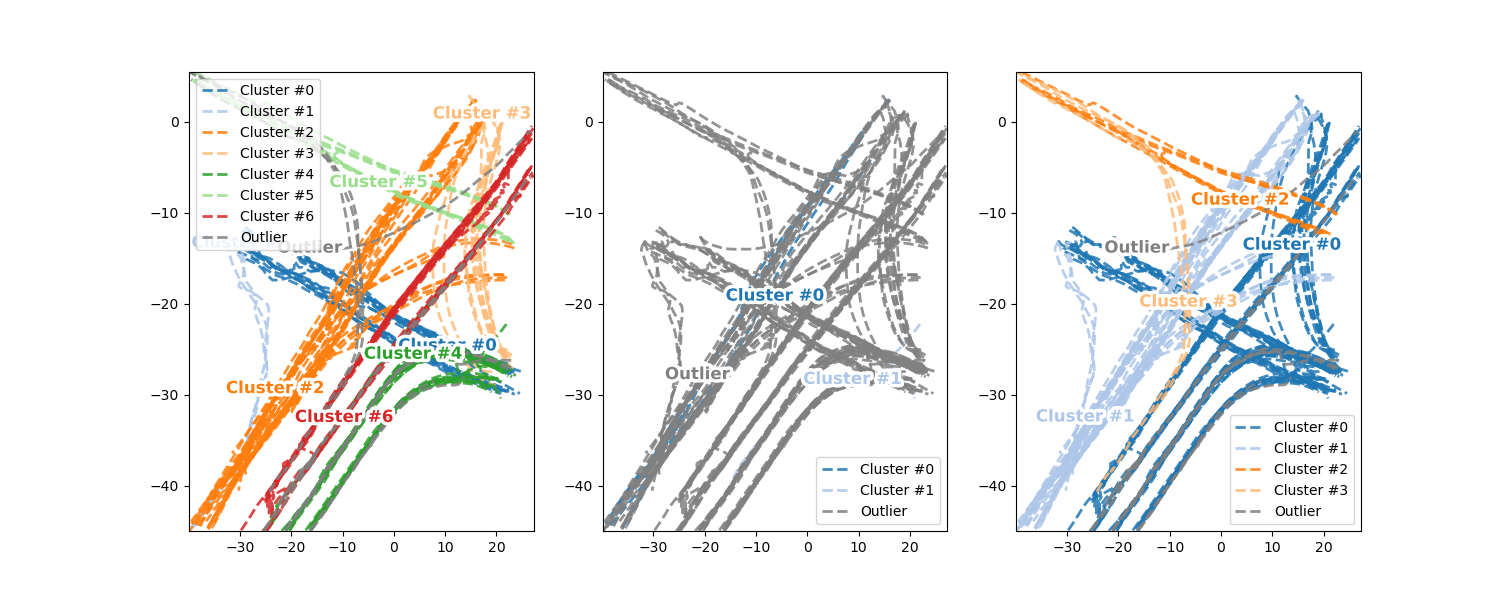 Cluster #0
Cluster #1
Cluster #2
Cluster #3
Cluster #4
Cluster #5
Cluster #6
Outlier
Cluster #3
Cluster #5
Outlier
Cluster #0
Cluster #4
Cluster #2
Cluster #6
0
−10
−20
−30
−40
−30
−20
−10
0
10
20
Cluster #0
Outlier
Cluster #1
Cluster #0
Cluster #1
Outlier
0
−10
−20
−30
−40
−30
−20
−10
0
10
20
Cluster #2
Outlier
Cluster #0
Cluster #3
Cluster #1
Cluster #0
Cluster #1
Cluster #2
Cluster #3
Outlier
0
−10
−20
−30
−40
−30
−20
−10
0
10
20